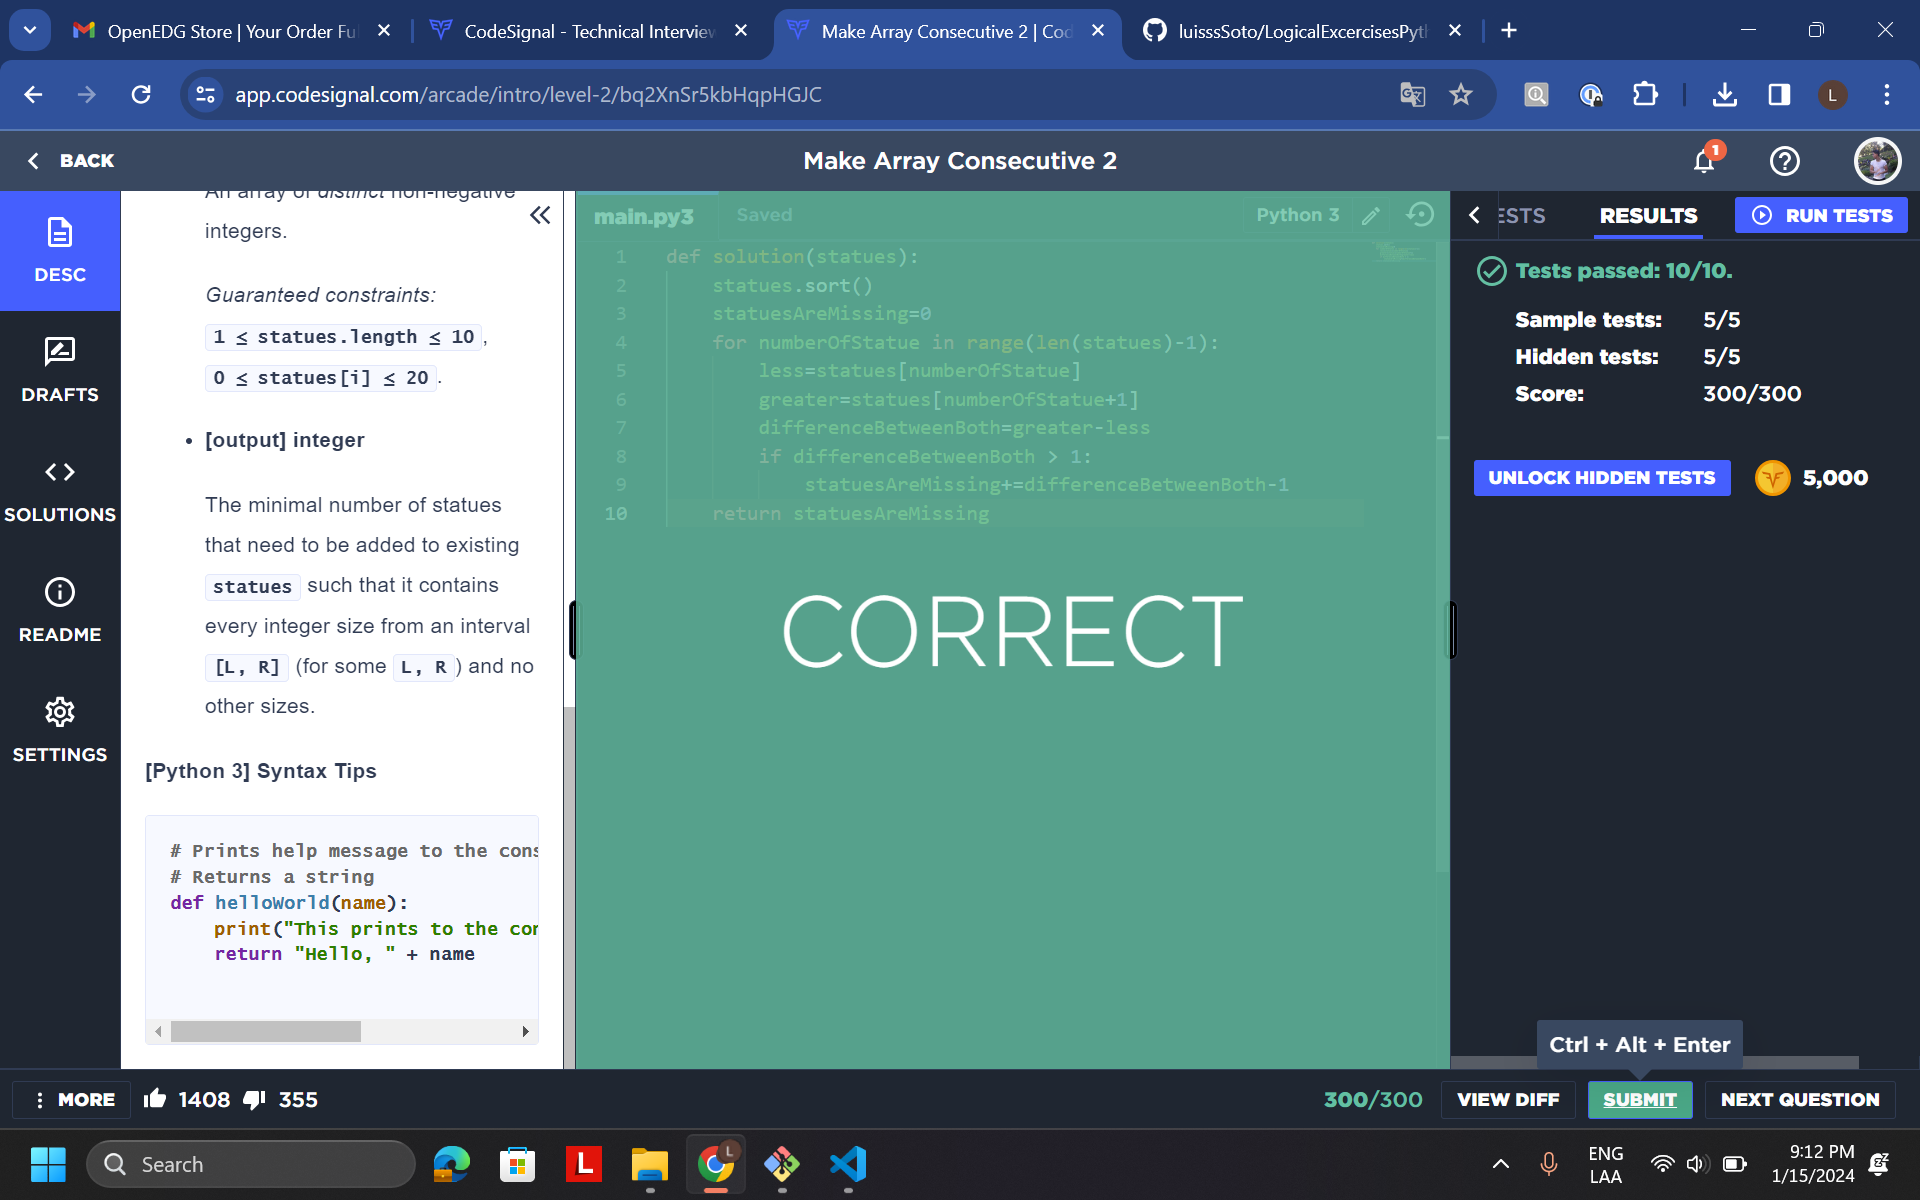 OpenEDG Store | Your Order Fu
CodeSignal - Technical Interview
Make Array Consecutive 2 | Cod
luisssSoto/LogicalExcercisesPyth
app.codesignal.com/arcade/intro/level-2/bq2XnSr5kbHqpHGJC
L
BACK
Make Array Consecutive 2
1
DESC
DRAFTS
SOLUTIONS
README
SETTINGS
An array of distinct non-negative
integers.
Guaranteed constraints:
1 ≤ statues.length ≤ 10,
0 ≤ statues[i] ≤ 20.
• [output] integer
The minimal number of statues
that need to be added to existing
statues such that it contains
every integer size from an interval
[L, R] (for some L, R) and no
other sizes.
[Python 3] Syntax Tips
# Prints help message to the cons
# Returns a string
def helloWorld(name):
    print("This prints to the con
    return "Hello, " + name
main.py3
Saved
Python 3
1 def solution(statues):
2     statues.sort()
3     statuesAreMissing=0
4     for numberOfStatue in range(len(statues)-1):
5         less=statues[numberOfStatue]
6         greater=statues[numberOfStatue+1]
7         differenceBetweenBoth=greater-less
8         if differenceBetweenBoth > 1:
9             statuesAreMissing+=differenceBetweenBoth-1
10     return statuesAreMissing
CORRECT
ESTS
RESULTS
RUN TESTS
Tests passed: 10/10.
Sample tests: 5/5
Hidden tests: 5/5
Score: 300/300
UNLOCK HIDDEN TESTS
5,000
Ctrl + Alt + Enter
MORE
1408
355
300/300
VIEW DIFF
SUBMIT
NEXT QUESTION
Search
L
L
ENG
LAA
9:12 PM
1/15/2024